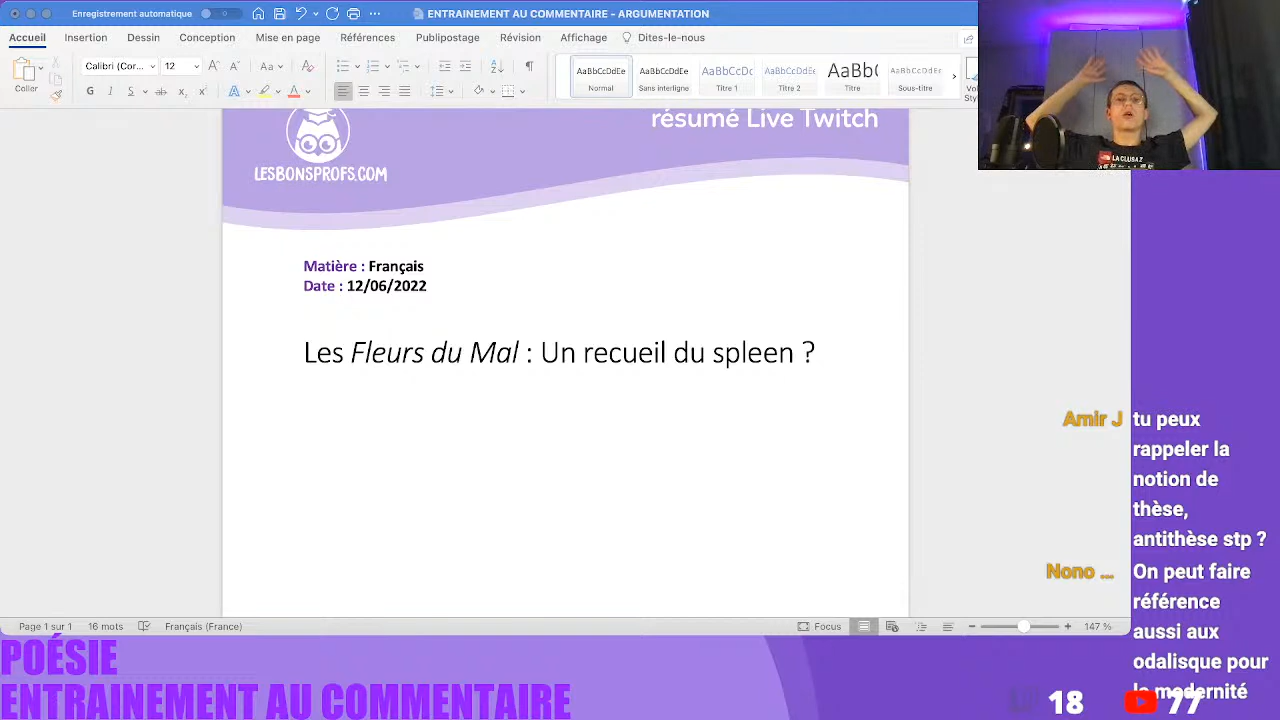 Enregistrement automatique
ENTRAINEMENT AU COMMENTAIRE - ARGUMENTATION
Accueil Insertion Dessin Conception Mise en page Références Publipostage Révision Affichage Dites-le-nous
Coller
Calibri (Cor... 12
AaBbCcDdEe AaBbCcDdEe AaBbCcDc AaBbCcDdEe AaBb( AaBbCcDdEe
Normal Sans interligne Titre 1 Titre 2 Titre Sous-titre
LA CLUSAZ
résumé Live Twitch
LESBONSPROFS.COM
Matière : Français
Date : 12/06/2022
Les Fleurs du Mal : Un recueil du spleen ?
Amir J tu peux
rappeler la
notion de
thèse,
antithèse stp ?
Nono ... On peut faire
référence
aussi aux
odalisque pour
la modernité
Page 1 sur 1 16 mots Français (France) Focus 147 %
POÉSIE
ENTRAINEMENT AU COMMENTAIRE
18 77